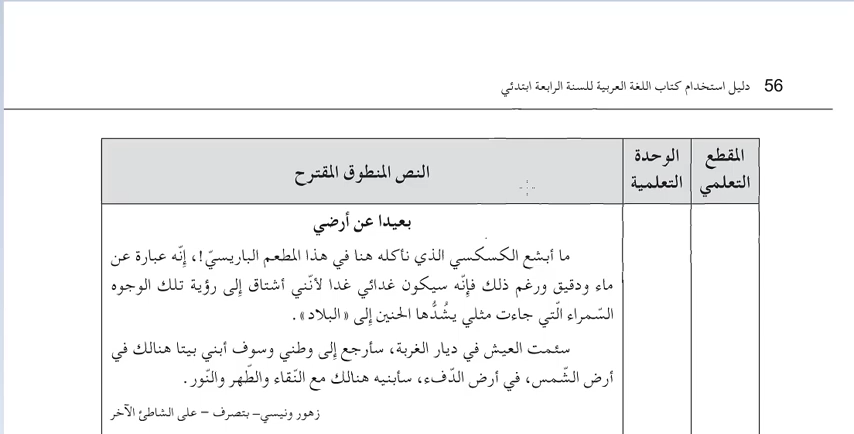 56 دليل استخدام كتاب اللغة العربية للسنة الرابعة ابتدئي
المقطع التعلمي
الوحدة التعلمية
النص المنطوق المقترح
بعيدا عن أرضي
ما أبشع الكسكسي الذي نأكله هنا في هذا المطعم الباريسيّ!، إنّه عبارة عن
ماء ودقيق ورغم ذلك فإنّه سيكون غدائي غدا لأنّني أشتاق إلى رؤية تلك الوجوه
السّمراء الّتي جاءت مثلي يشُدُّها الحنين إلى «البلاد».
سئمت العيش في ديار الغربة، سأرجع إلى وطني وسوف أبني بيتا هنالك في
أرض الشّمس، في أرض الدّفء، سأبنيه هنالك مع النّقاء والطّهر والنّور.
زهور ونيسي– بتصرف – على الشاطئ الآخر